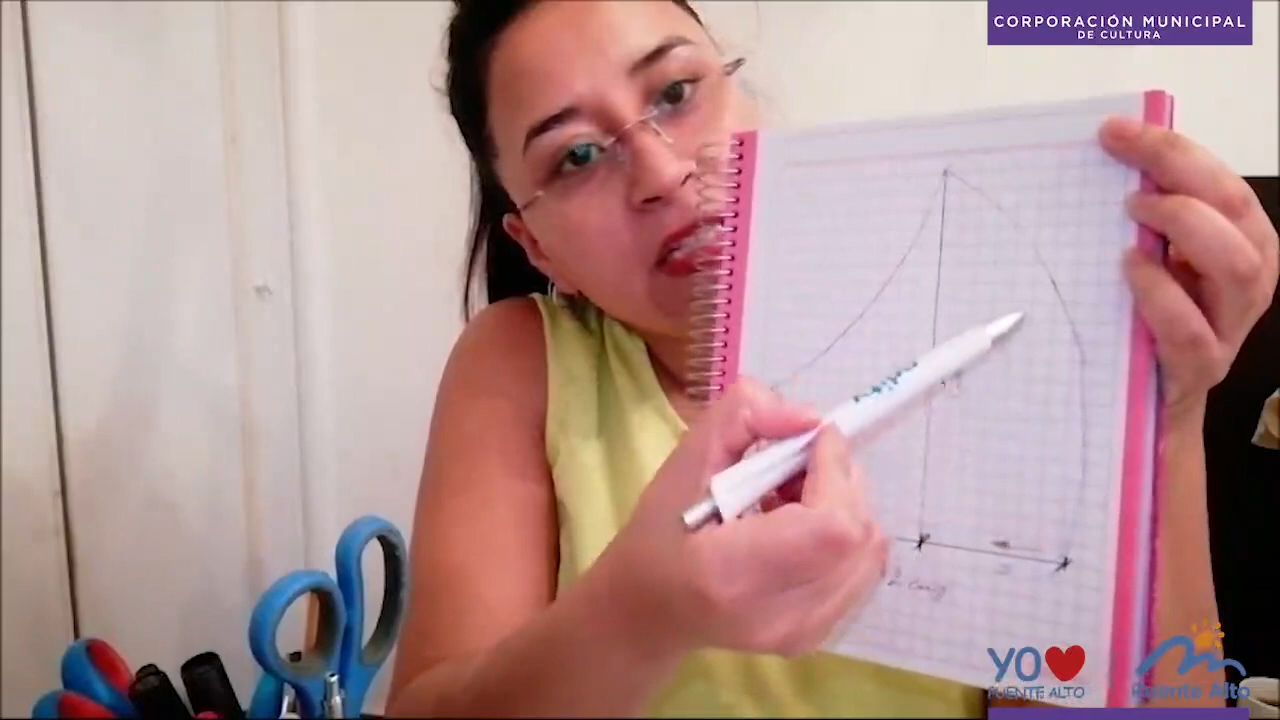 CORPORACIÓN MUNICIPAL
DE CULTURA
YO
PUENTE ALTO
Puente Alto